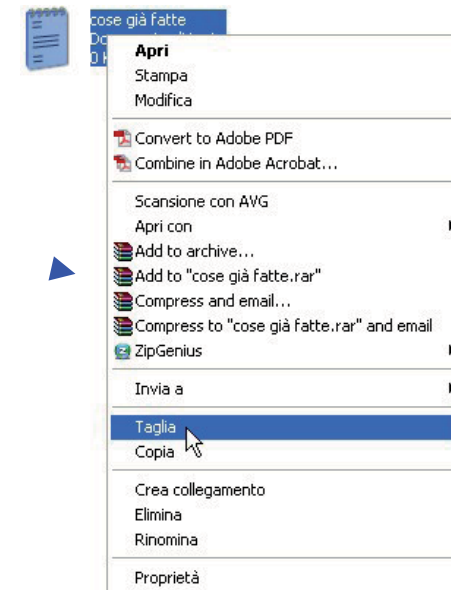 cose già fatte
0
Apri
Stampa
Modifica
Convert to Adobe PDF
Combine in Adobe Acrobat...
Scansione con AVG
Apri con
Add to archive...
Add to "cose già fatte.rar"
Compress and email...
Compress to "cose già fatte.rar" and email
ZipGenius
Invia a
Taglia
Copia
Crea collegamento
Elimina
Rinomina
Proprietà